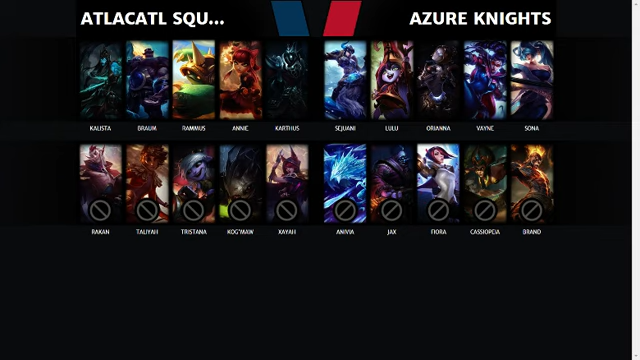 ATLACATL SQU...
AZURE KNIGHTS
KALISTA BRAUM RAMMUS ANNIE KARTHUS SEJUANI LULU ORIANNA VAYNE SONA
RAKAN TALIYAH TRISTANA KOG'MAW XAYAH ANIVIA JAX FIORA CASSIOPEIA BRAND